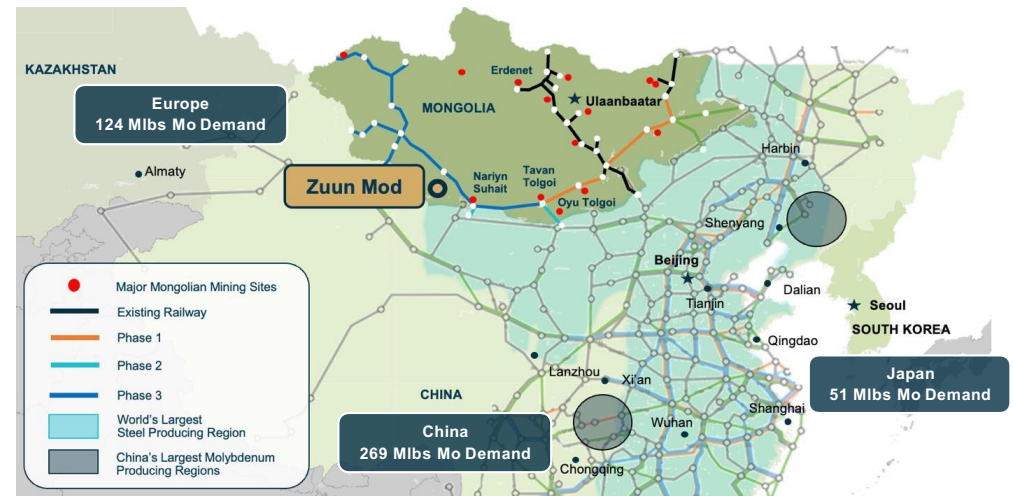 KAZAKHSTAN
Europe
124 Mlbs Mo Demand
Erdenet
MONGOLIA
Ulaanbaatar
Harbin
Almaty
Zuun Mod
Nariyn
Suhait
Tavan
Tolgoi
Oyu Tolgoi
Shenyang
Beijing
Tianjin
Dalian
Seoul
SOUTH KOREA
Qingdao
Major Mongolian Mining Sites
Existing Railway
Phase 1
Phase 2
Phase 3
World's Largest
Steel Producing Region
China's Largest Molybdenum
Producing Regions
Lanzhou
Xi'an
Japan
51 Mlbs Mo Demand
CHINA
Shanghai
Wuhan
China
269 Mlbs Mo Demand
Chongqing